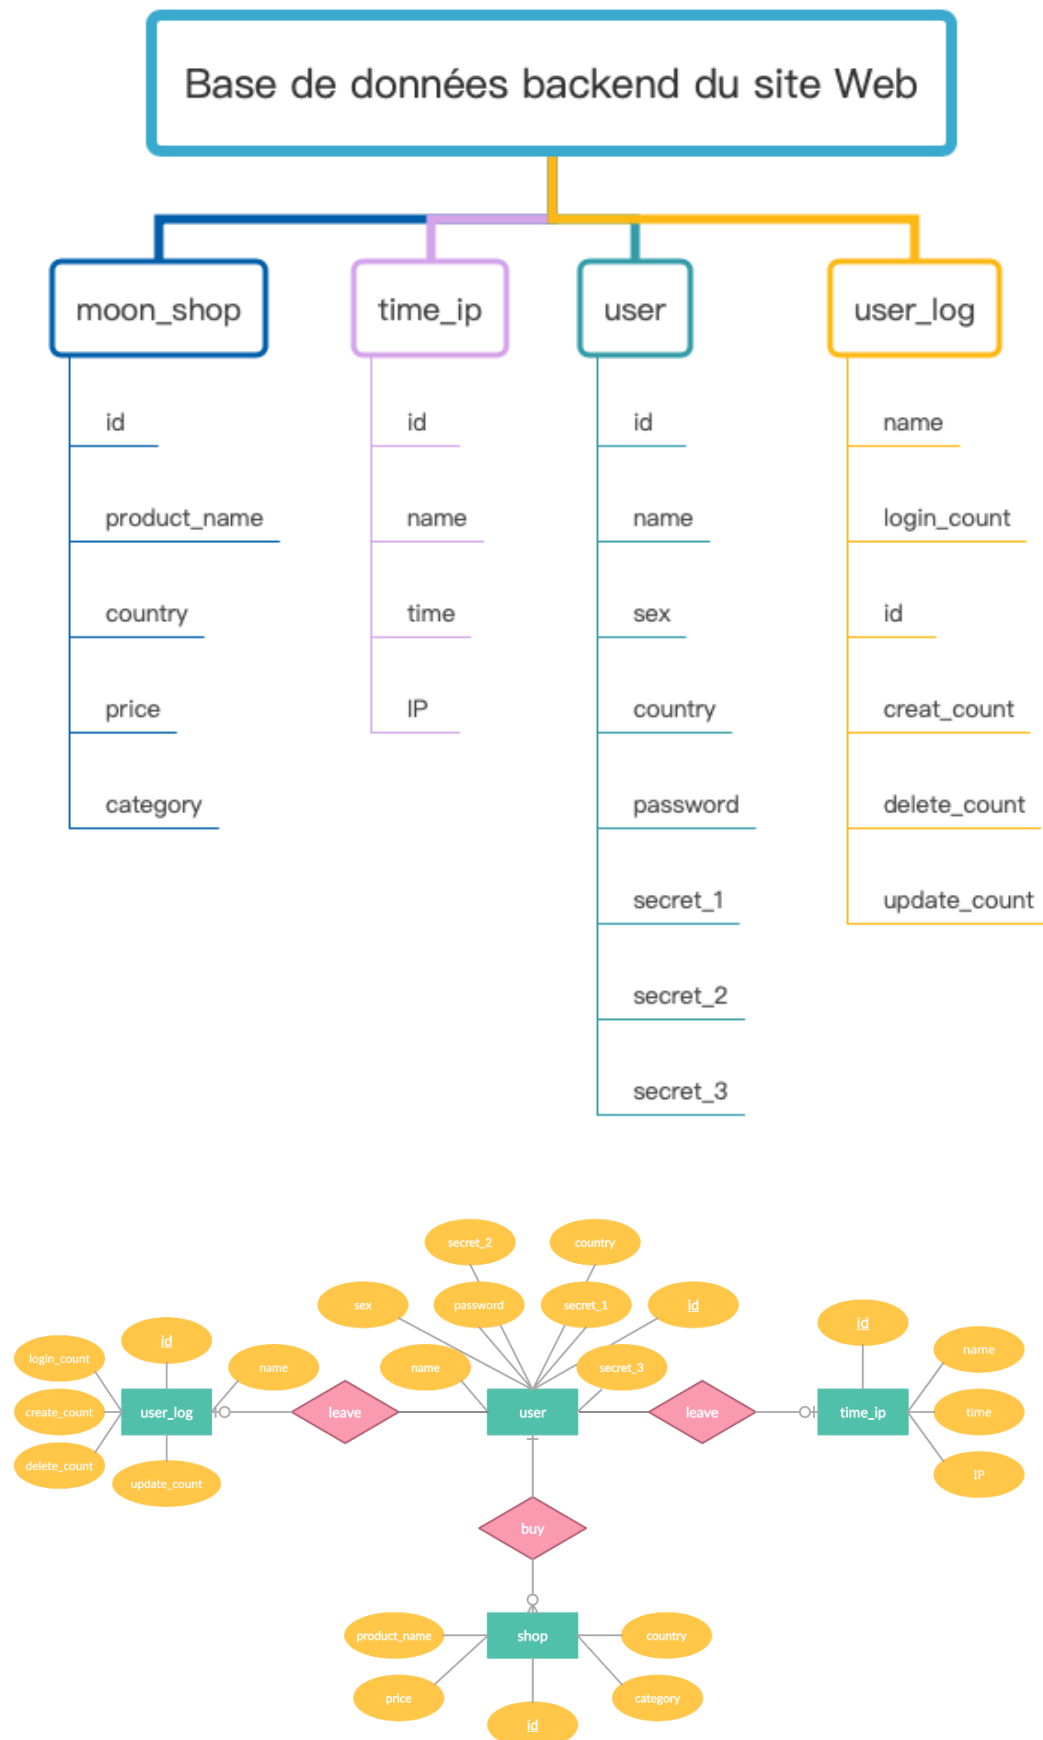 Base de données backend du site Web
moon_shop
time_ip
user
user_log
id
id
id
name
product_name
name
name
login_count
country
time
sex
id
price
IP
country
creat_count
category
password
delete_count
secret_1
update_count
secret_2
secret_3
secret_2
country
sex
password
secret_1
id
id
login_count
id
name
name
secret_3
name
create_count
user_log
leave
user
leave
time_ip
time
delete_count
update_count
IP
buy
product_name
shop
country
price
id
category